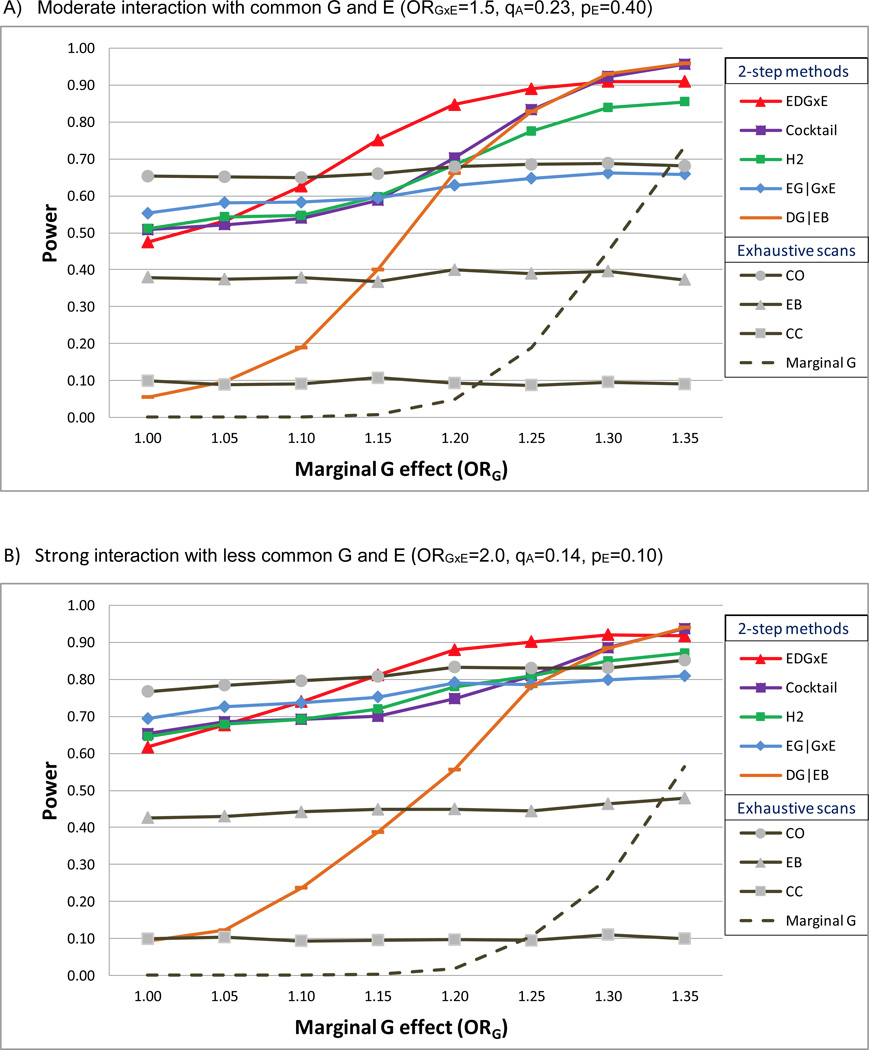 A) Moderate interaction with common G and E (ORGxE=1.5, qA=0.23, pE=0.40)
1.00
0.90
0.80
0.70
0.60
0.50
0.40
0.30
0.20
0.10
0.00
Power
1.00 1.05 1.10 1.15 1.20 1.25 1.30 1.35
Marginal G effect (ORG)
2-step methods
EDGxE
Cocktail
H2
EG|GxE
DG|EB
Exhaustive scans
CO
EB
CC
Marginal G
B) Strong interaction with less common G and E (ORGxE=2.0, qA=0.14, pE=0.10)
1.00
0.90
0.80
0.70
0.60
0.50
0.40
0.30
0.20
0.10
0.00
Power
1.00 1.05 1.10 1.15 1.20 1.25 1.30 1.35
Marginal G effect (ORG)
2-step methods
EDGxE
Cocktail
H2
EG|GxE
DG|EB
Exhaustive scans
CO
EB
CC
Marginal G